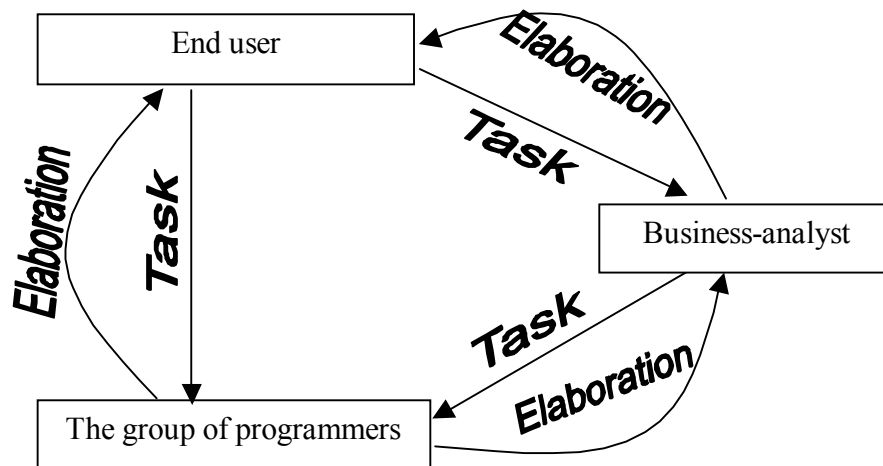 End user
Elaboration
Task
Elaboration
Task
Business-analyst
Task
Elaboration
The group of programmers